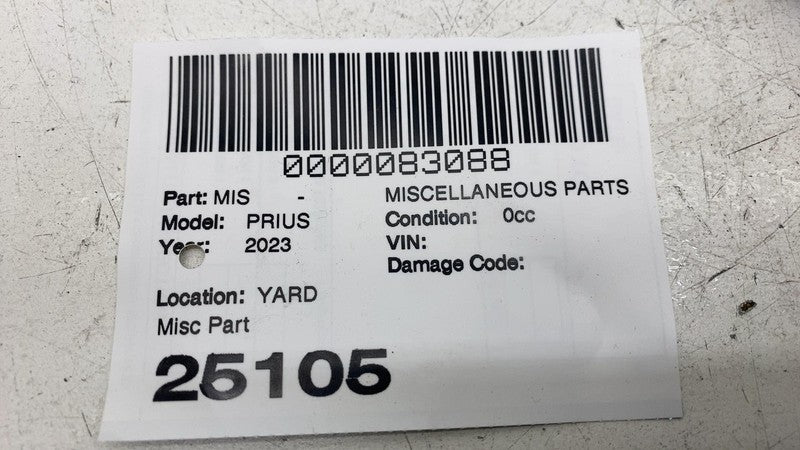 0000083088
Part: MIS - MISCELLANEOUS PARTS
Model: PRIUS Condition: 0cc
Year: 2023 VIN:
Damage Code:
Location: YARD
Misc Part
25105